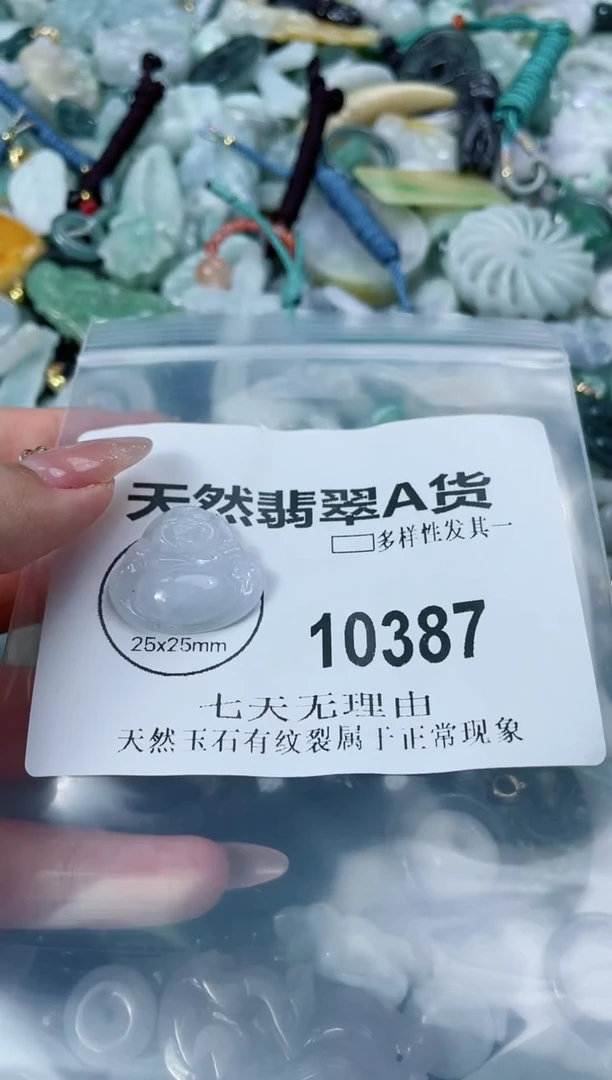 天然翡翠A货
多样性发其一
25x25mm
10387
七天无理由
天然玉石有纹裂属于正常现象